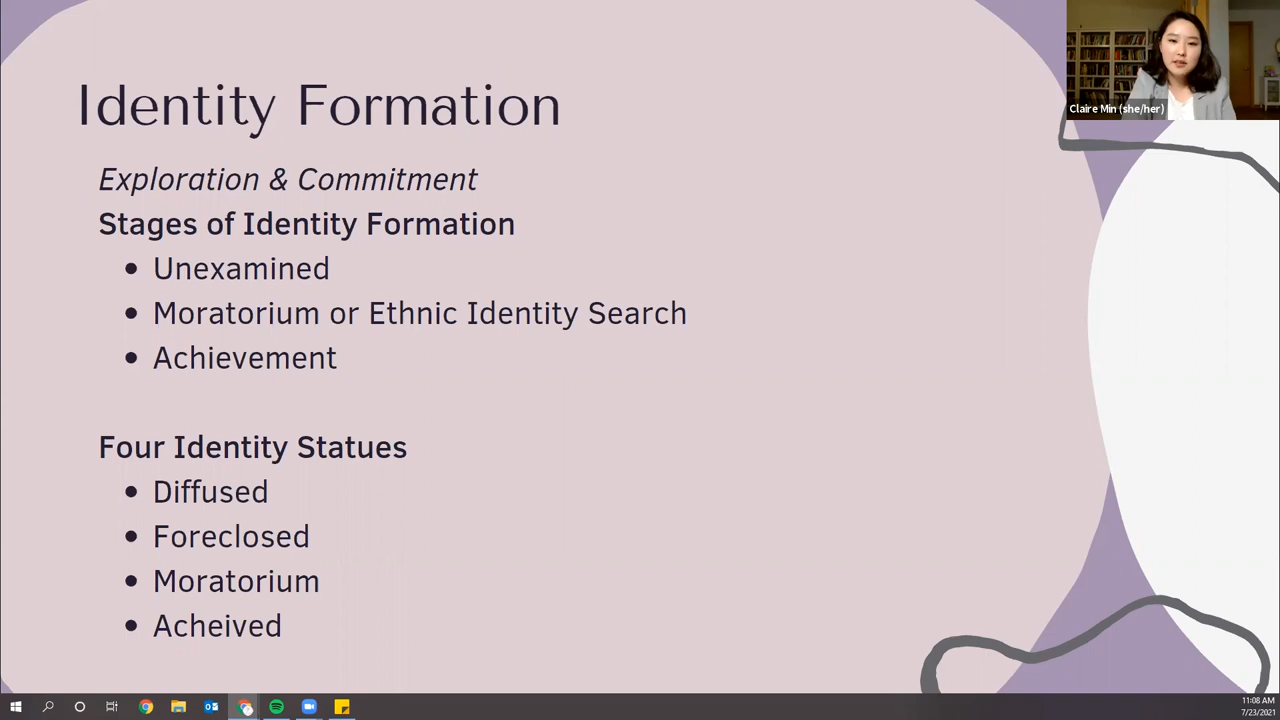 Identity Formation
Claire Min (she/her)
Exploration & Commitment
Stages of Identity Formation
• Unexamined
• Moratorium or Ethnic Identity Search
• Achievement
Four Identity Statues
• Diffused
• Foreclosed
• Moratorium
• Acheived
11:08 AM
7/23/2021